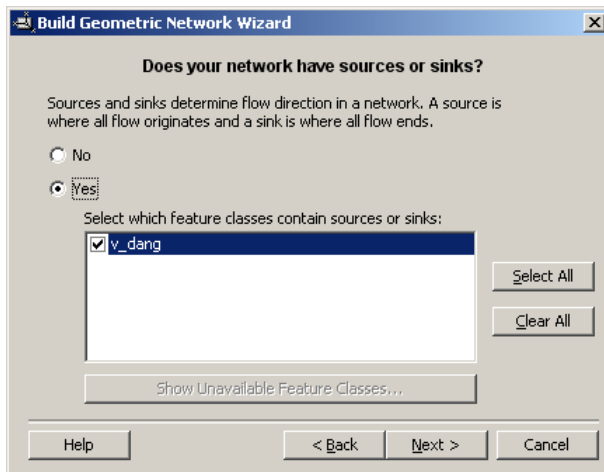 Build Geometric Network Wizard
Does your network have sources or sinks?
Sources and sinks determine flow direction in a network. A source is
where all flow originates and a sink is where all flow ends.
No
Yes
Select which feature classes contain sources or sinks:
v_dang
Select All
Clear All
Show Unavailable Feature Classes...
Help
< Back
Next >
Cancel